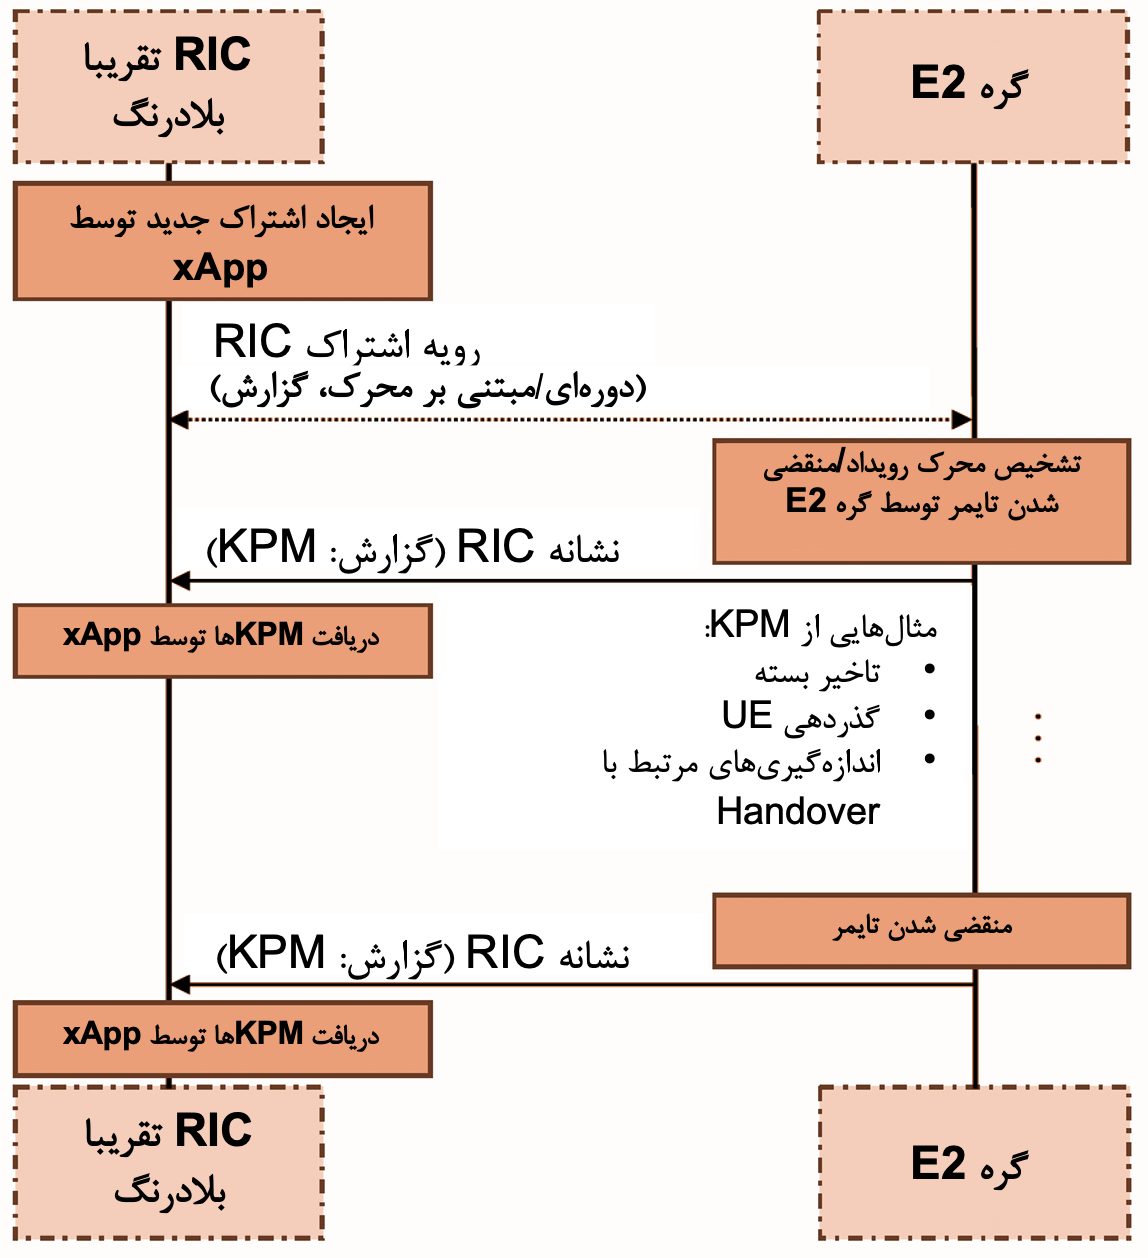 RIC تقریبا
بلادرنگ
گره E2
ایجاد اشتراک جدید توسط
xApp
رویه اشتراک RIC
(دوره‌ای/مبتنی بر محرک، گزارش)
تشخیص محرک رویداد/منقضی
شدن تایمر توسط گره E2
نشانه RIC (گزارش: KPM)
دریافت KPMها توسط xApp
مثال‌هایی از KPM:
• تاخیر بسته
• گذردهی UE
• اندازه‌گیری‌های مرتبط با
Handover
منقضی شدن تایمر
نشانه RIC (گزارش: KPM)
دریافت KPMها توسط xApp
RIC تقریبا
بلادرنگ
گره E2